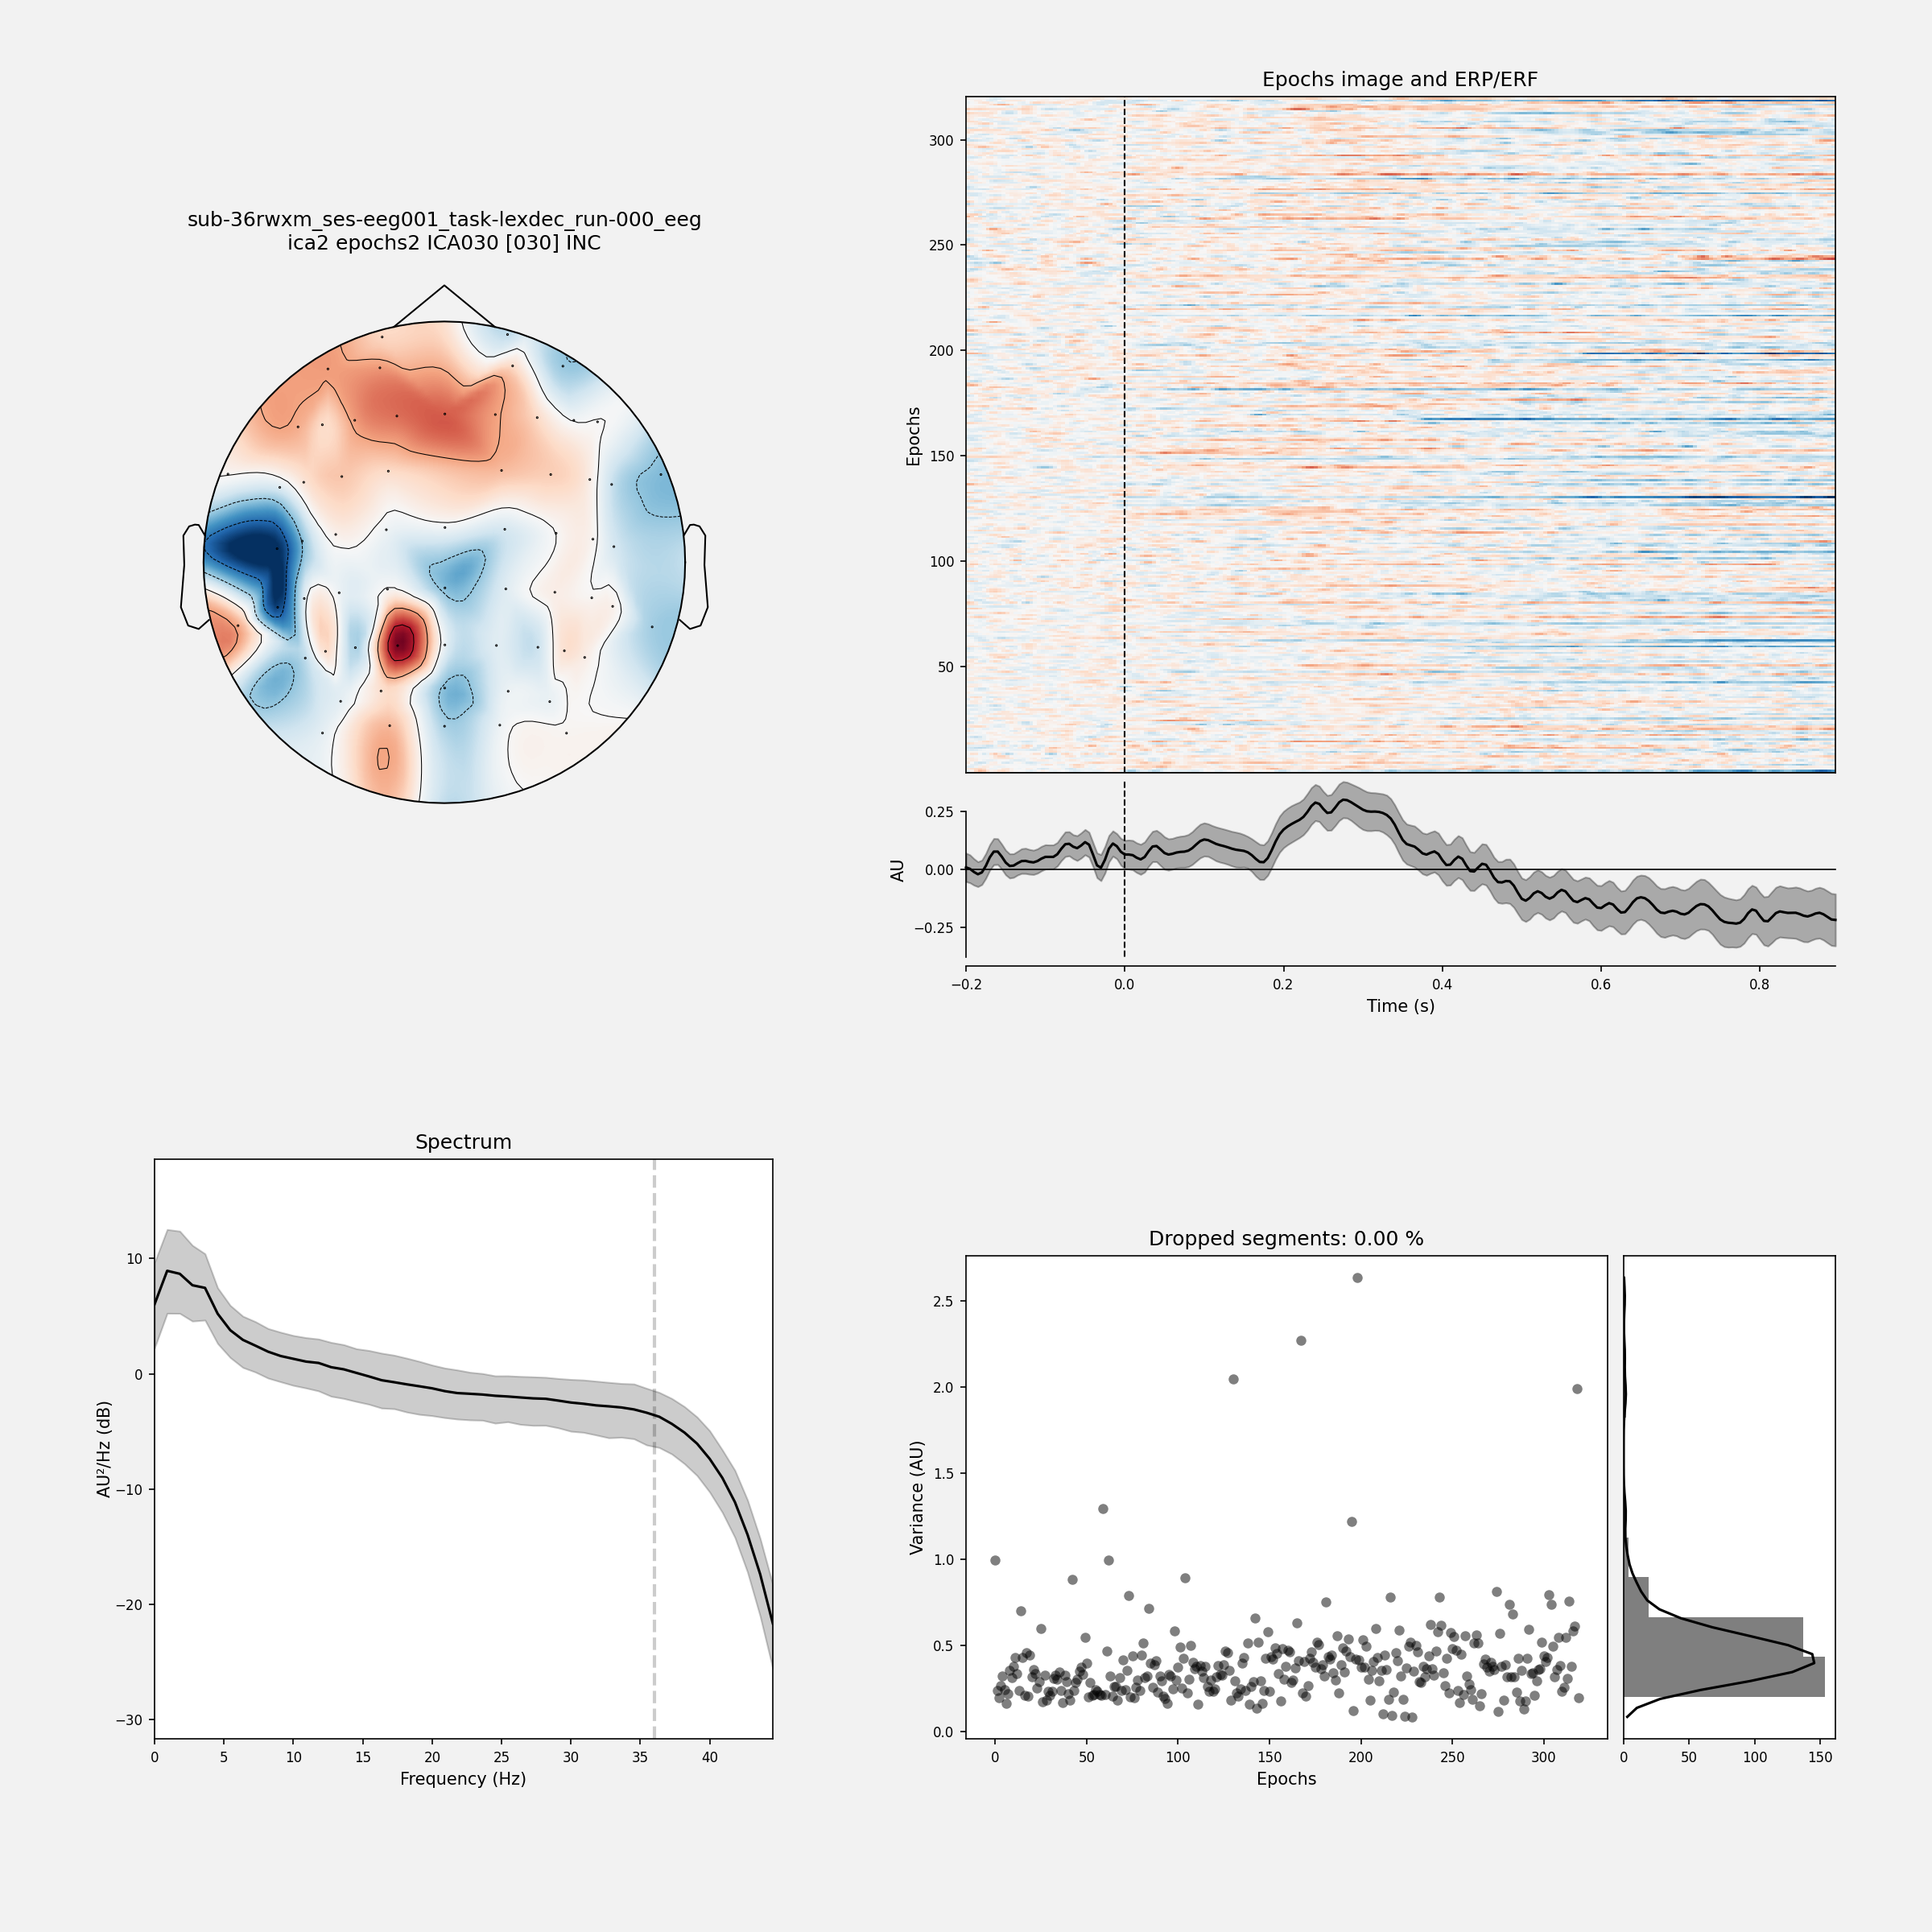 Epochs image and ERP/ERF
sub-36rwxm_ses-eeg001_task-lexdec_run-000_eeg
ica2 epochs2 ICA030 [030] INC
Epochs
300
250
200
150
100
50
AU
0.25
0.00
−0.25
−0.2 0.0 0.2 0.4 0.6 0.8
Time (s)
Spectrum
AU²/Hz (dB)
10
0
−10
−20
−30
0 5 10 15 20 25 30 35 40
Frequency (Hz)
Dropped segments: 0.00 %
Variance (AU)
2.5
2.0
1.5
1.0
0.5
0.0
0 50 100 150 200 250 300
Epochs
0 50 100 150